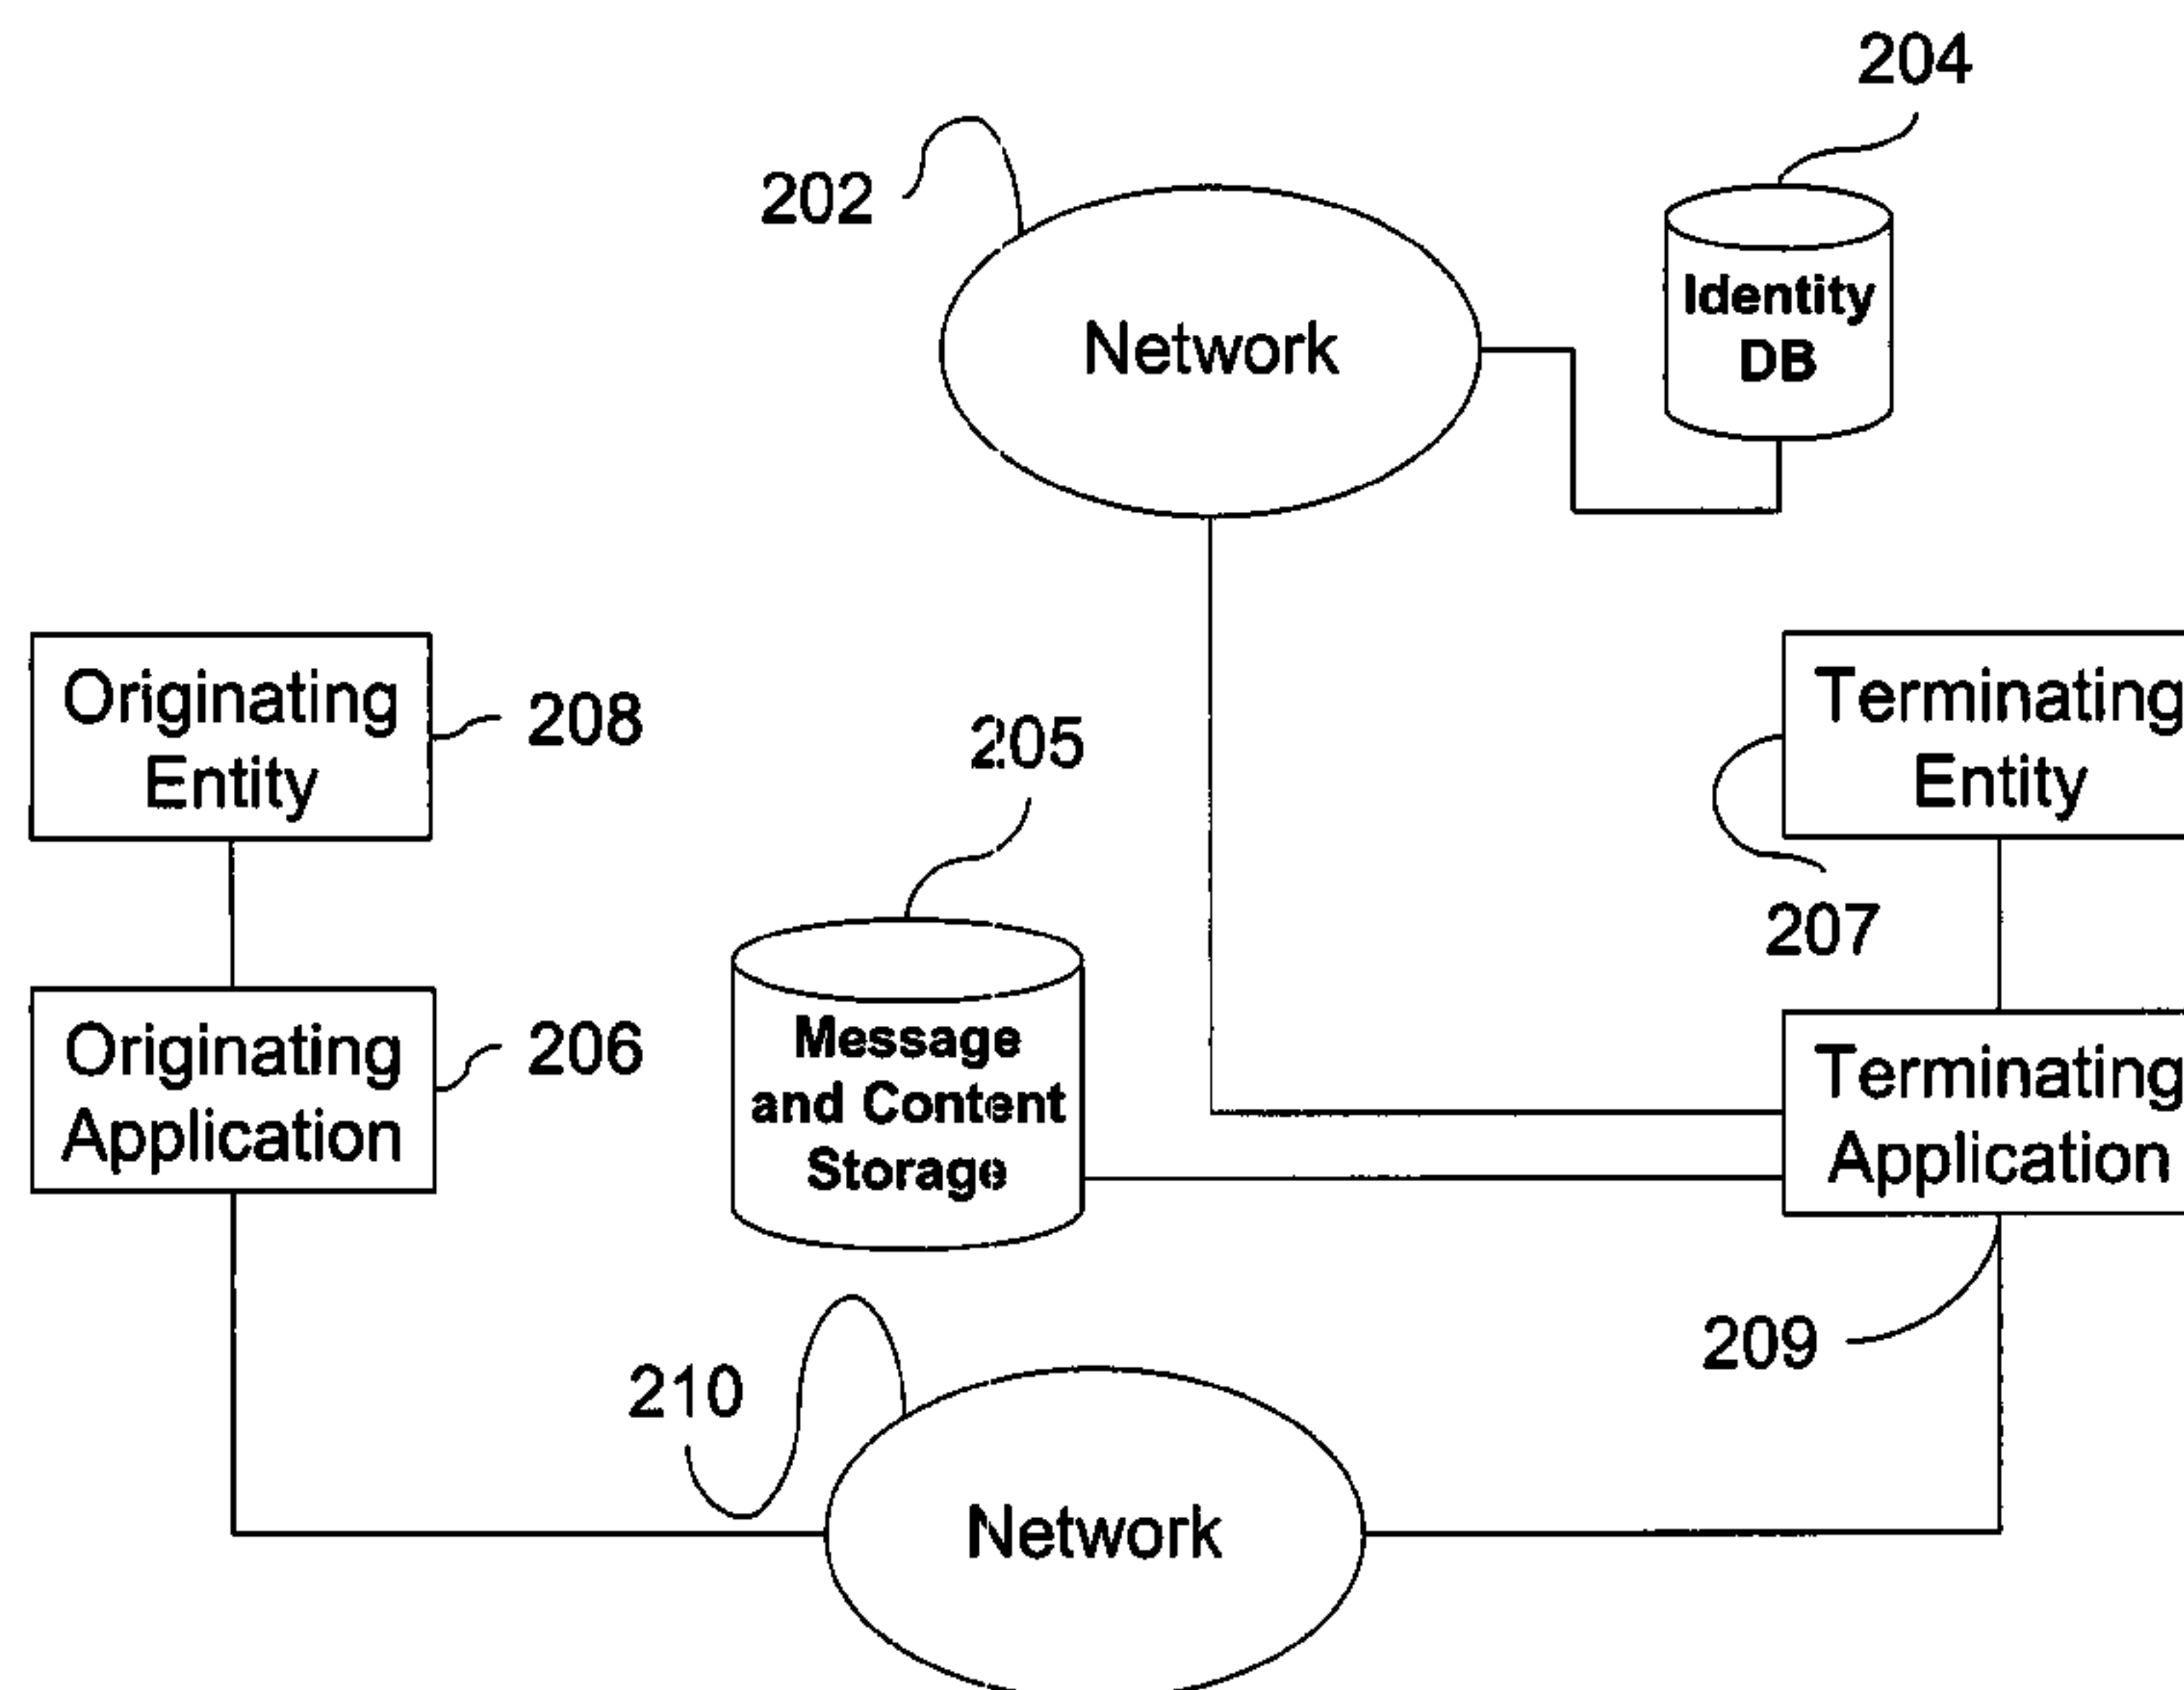 204
202
Identity
DB
Network
Originating
Entity
208
205
Terminating
Entity
207
Originating
Application
206
Message
and Content
Storage
Terminating
Application
209
210
Network